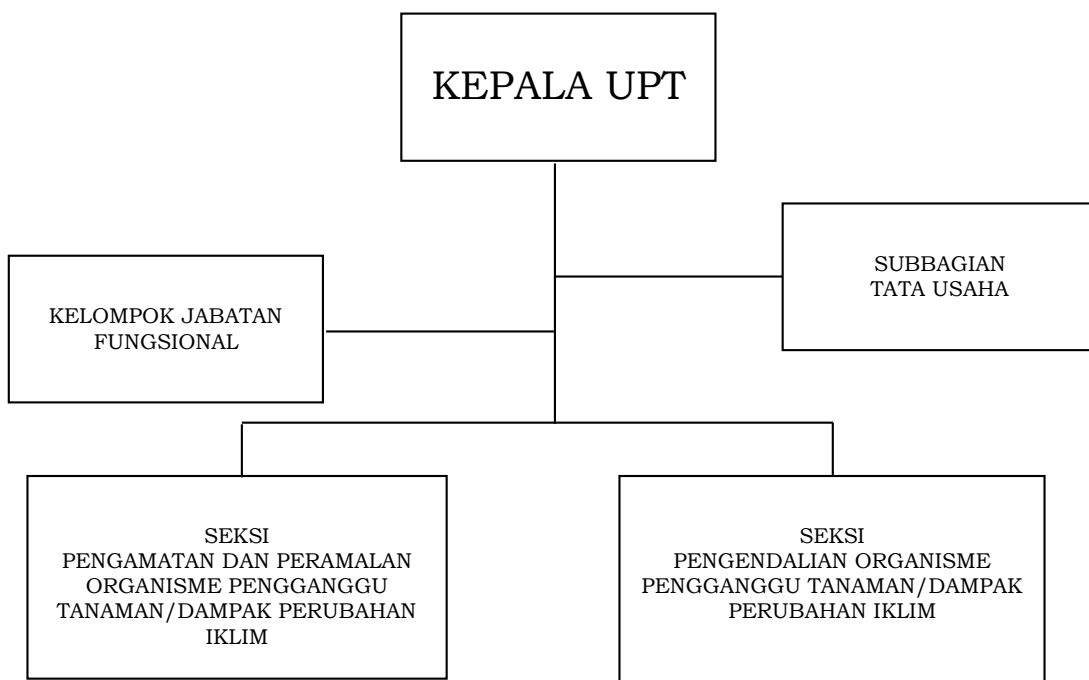 KEPALA UPT
SUBBAGIAN
TATA USAHA
KELOMPOK JABATAN
FUNGSIONAL
SEKSI
PENGAMATAN DAN PERAMALAN
ORGANISME PENGGANGGU
TANAMAN/DAMPAK PERUBAHAN
IKLIM
SEKSI
PENGENDALIAN ORGANISME
PENGGANGGU TANAMAN/DAMPAK
PERUBAHAN IKLIM